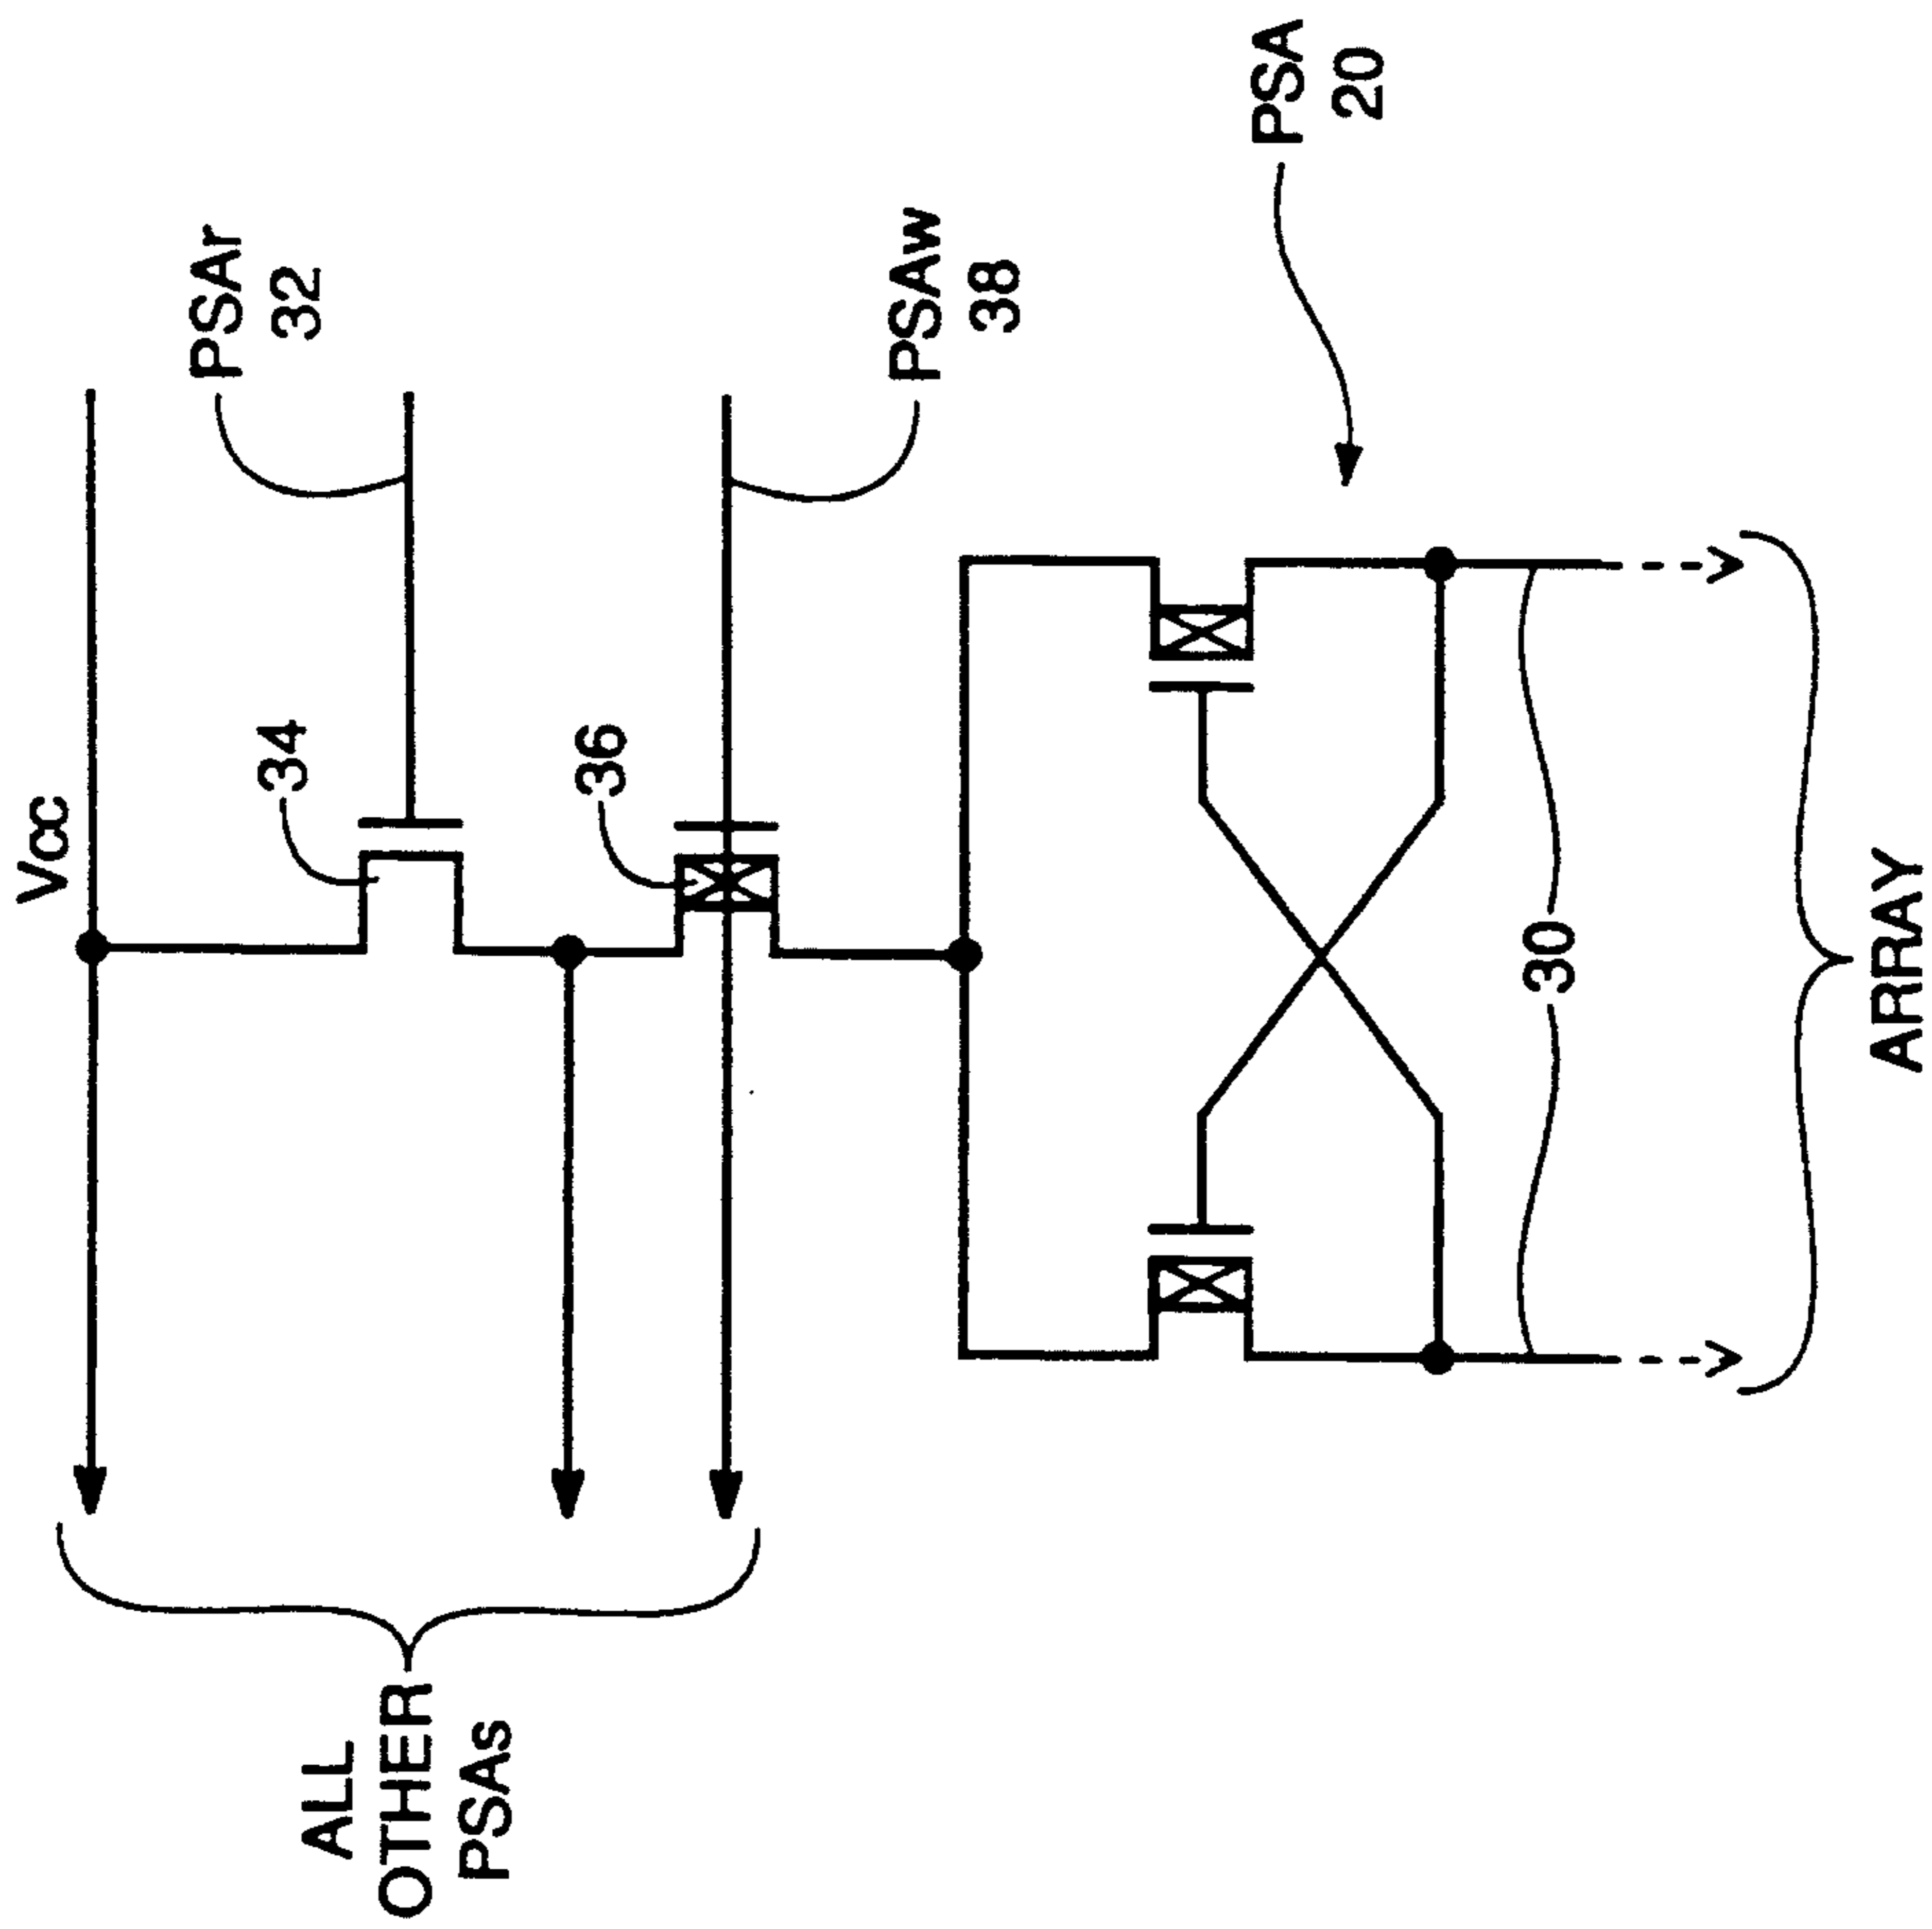 Vcc
PSAr
32
34
ALL
OTHER
PSAs
36
PSAw
38
PSA
20
30
ARRAY